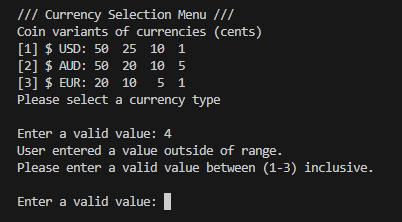 /// Currency Selection Menu ///
Coin variants of currencies (cents)
[1] $ USD: 50  25  10  1
[2] $ AUD: 50  20  10  5
[3] $ EUR: 20  10   5  1
Please select a currency type
Enter a valid value: 4
User entered a value outside of range.
Please enter a valid value between (1-3) inclusive.
Enter a valid value: